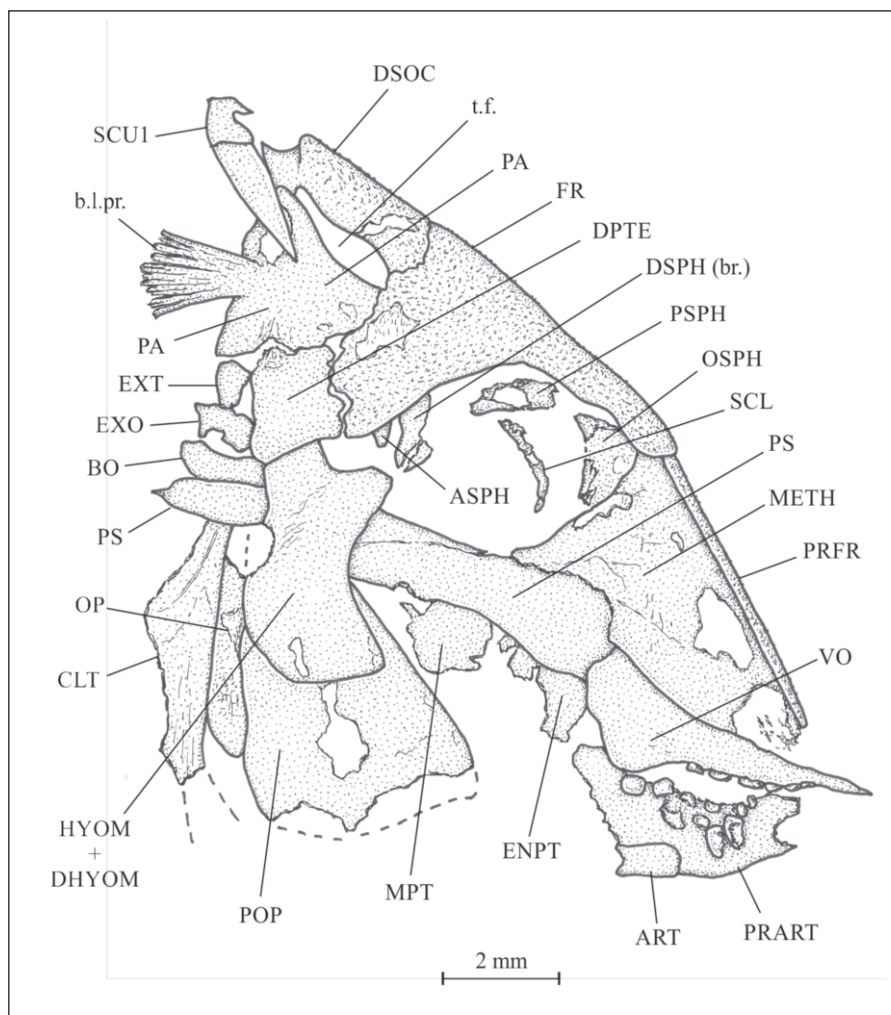 DSOC
t.f.
SCU1
PA
b.l.pr.
FR
DPTE
DSPH (br.)
PSPH
PA
OSPH
EXT
SCL
EXO
PS
BO
ASPH
METH
PS
PRFR
OP
VO
CLT
HYOM
+
DHYOM
ENPT
MPT
POP
ART
PRART
2 mm